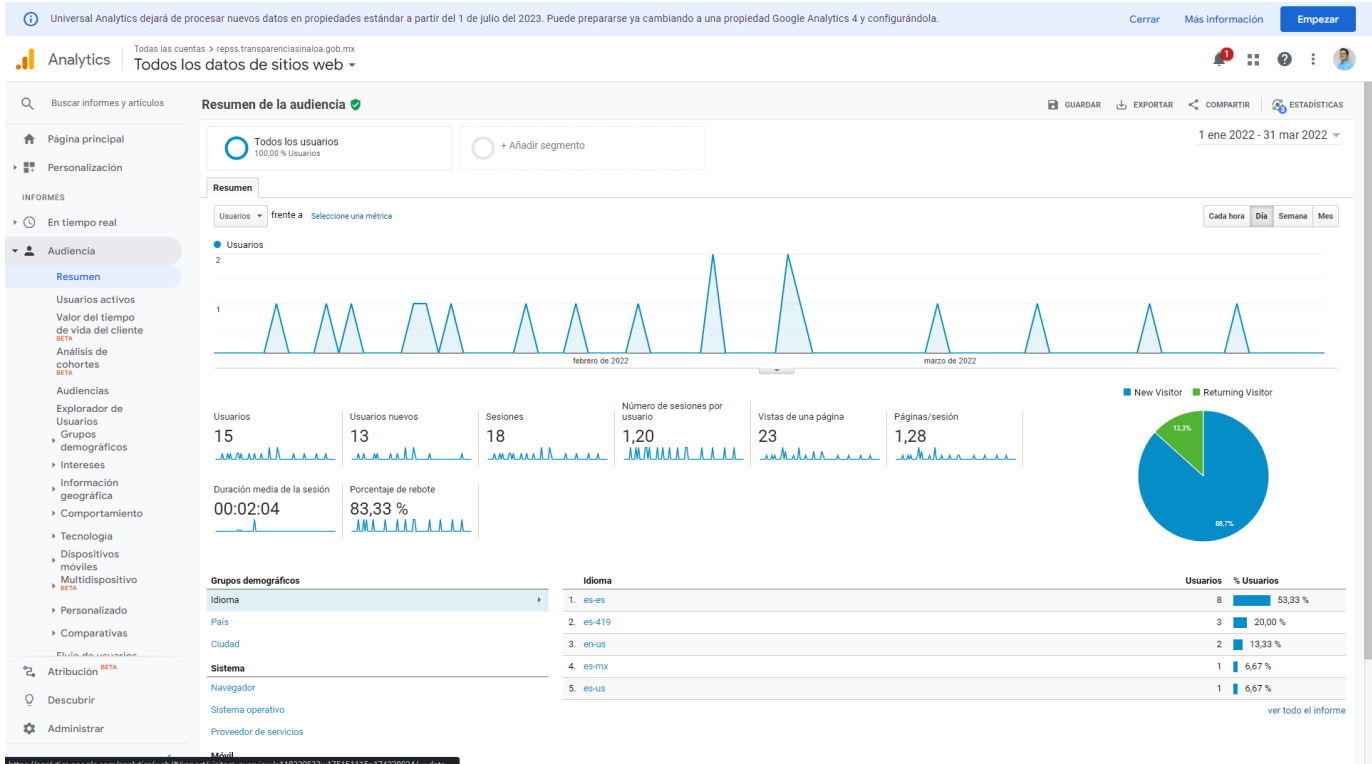 Universal Analytics dejará de procesar nuevos datos en propiedades estándar a partir del 1 de julio del 2023. Puede prepararse ya cambiando a una propiedad Google Analytics 4 y configurándola.
Cerrar
Más información
Empezar
Analytics
Todas las cuentas > repss.transparenciasinaloa.gob.mx
Todos los datos de sitios web
1
Buscar informes y artículos
Página principal
Personalización
INFORMES
En tiempo real
Audiencia
Resumen
Usuarios activos
Valor del tiempo
de vida del cliente
BETA
Análisis de
cohortes
BETA
Audiencias
Explorador de
Usuarios
Grupos
demográficos
Intereses
Información
geográfica
Comportamiento
Tecnología
Dispositivos
móviles
Multidispositivo
BETA
Personalizado
Comparativas
Flujo de usuarios
Atribución BETA
Descubrir
Administrar
Resumen de la audiencia
GUARDAR
EXPORTAR
COMPARTIR
3
ESTADÍSTICAS
Todos los usuarios
100,00 % Usuarios
+ Añadir segmento
1 ene 2022 - 31 mar 2022
Resumen
Usuarios
frente a
Seleccione una métrica
Cada hora
Día
Semana
Mes
Usuarios
2
1
febrero de 2022
marzo de 2022
Usuarios
15
Usuarios nuevos
13
Sesiones
18
Número de sesiones por
usuario
1,20
Vistas de una página
23
Páginas/sesión
1,28
Duración media de la sesión
00:02:04
Porcentaje de rebote
83,33 %
New Visitor
Returning Visitor
13,3%
86,7%
Grupos demográficos
Idioma
País
Ciudad
Sistema
Navegador
Sistema operativo
Proveedor de servicios
Móvil
Idioma Usuarios % Usuarios
1. es-es 8 53,33 %
2. es-419 3 20,00 %
3. en-us 2 13,33 %
4. es-mx 1 6,67 %
5. es-us 1 6,67 %
ver todo el informe